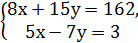 8x + 15y = 162,
5x - 7y = 3